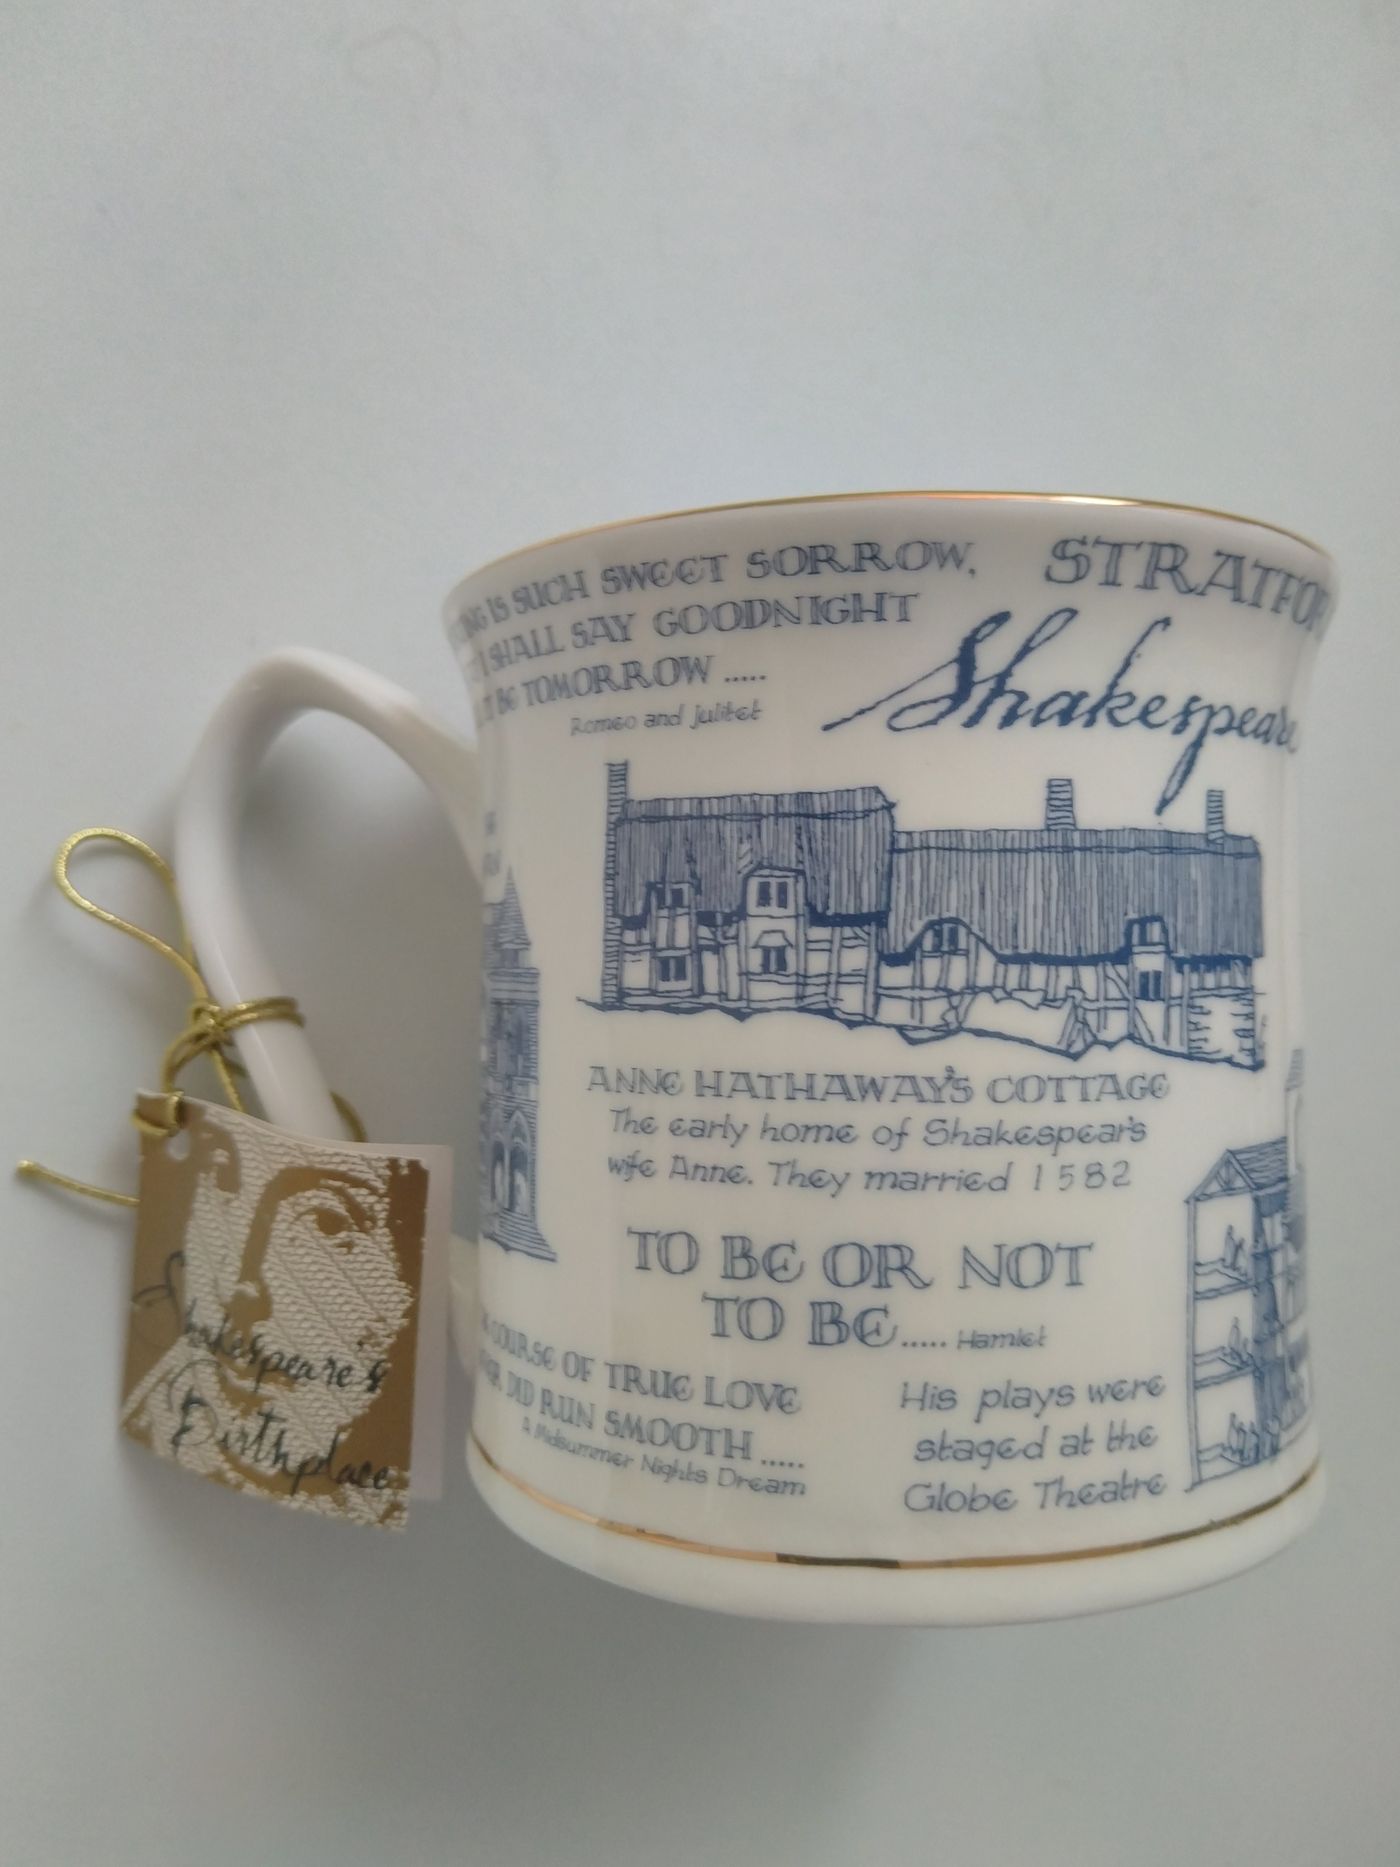 IS SUCH SWEET SORROW,
I SHALL SAY GOODNIGHT
BE TOMORROW .....
Romeo and Juliet
STRATFOR
Shakespeare
ANNE HATHAWAY'S COTTAGE
The early home of Shakespear's
wife Anne. They married 1582
TO BE OR NOT
TO BE..... Hamlet
COURSE OF TRUE LOVE
DID RUN SMOOTH .....
A Midsummer Nights Dream
His plays were
staged at the
Globe Theatre
Shakespeare's
Birthplace